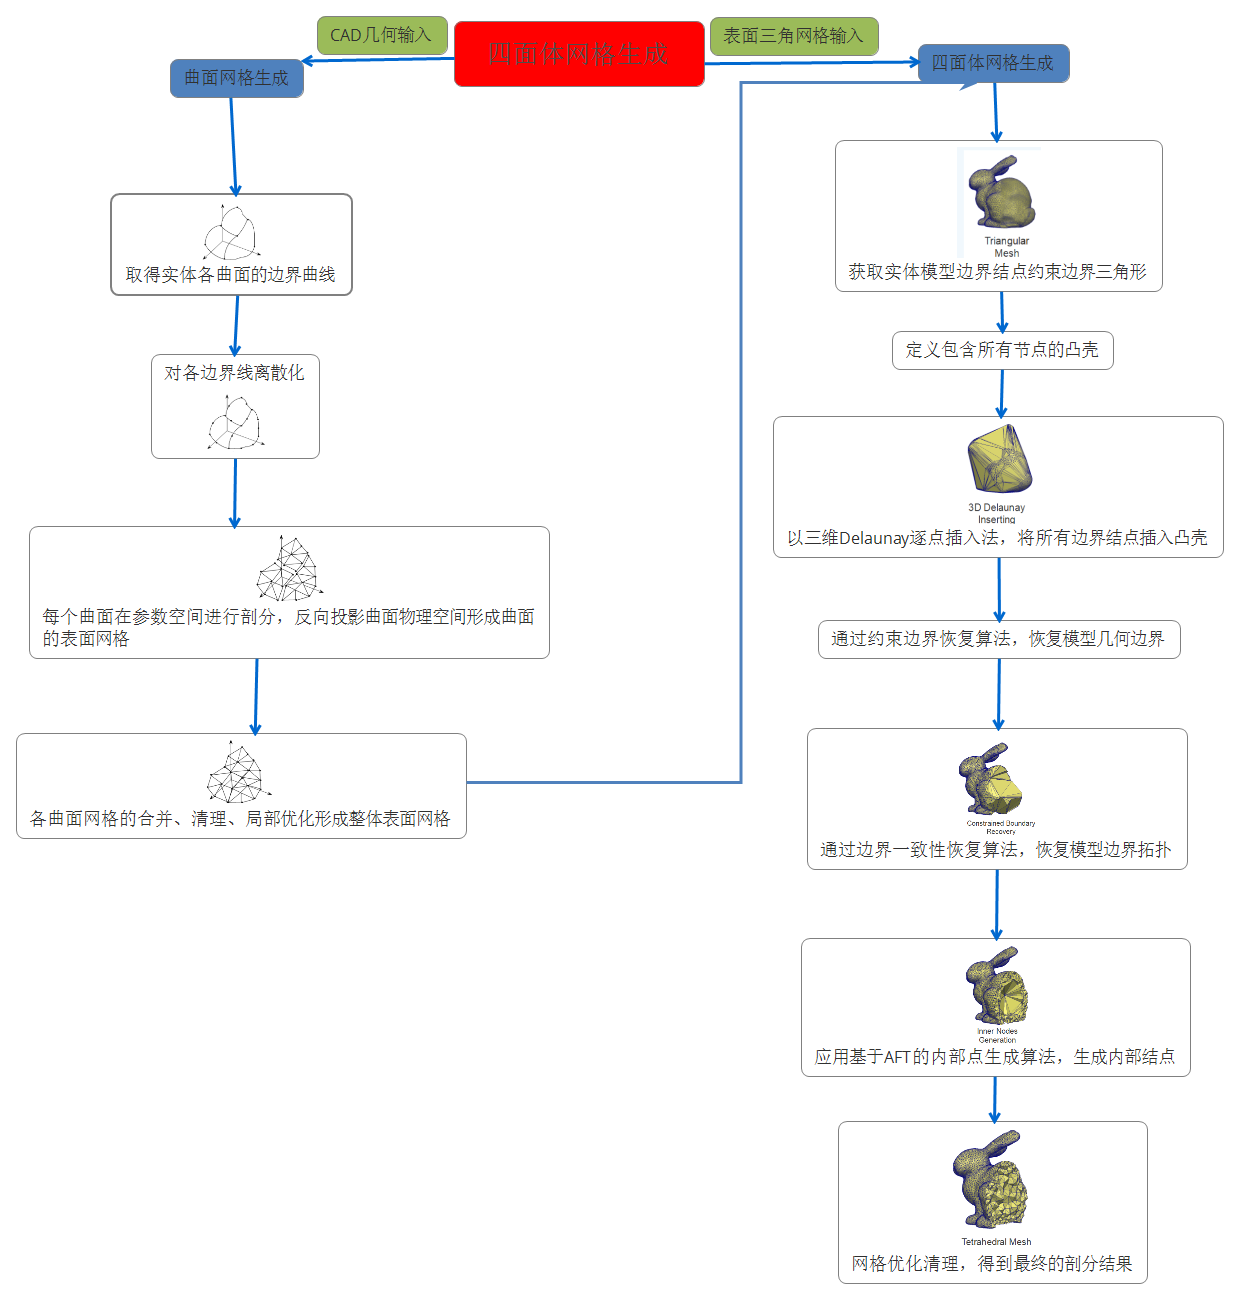 四面体网格生成
CAD几何输入
曲面网格生成
取得实体各曲面的边界曲线
对各边界线离散化
每个曲面在参数空间进行剖分，反向投影曲面物理空间形成曲面
的表面网格
各曲面网格的合并、清理、局部优化形成整体表面网格
表面三角网格输入
四面体网格生成
Triangular
Mesh
获取实体模型边界结点约束边界三角形
定义包含所有节点的凸壳
3D Delaunay
Inserting
以三维Delaunay逐点插入法，将所有边界结点插入凸壳
通过约束边界恢复算法，恢复模型几何边界
Constrained Boundary
Recovery
通过边界一致性恢复算法，恢复模型边界拓扑
Inner Nodes
Generation
应用基于AFT的内部点生成算法，生成内部结点
Tetrahedral Mesh
网格优化清理，得到最终的剖分结果